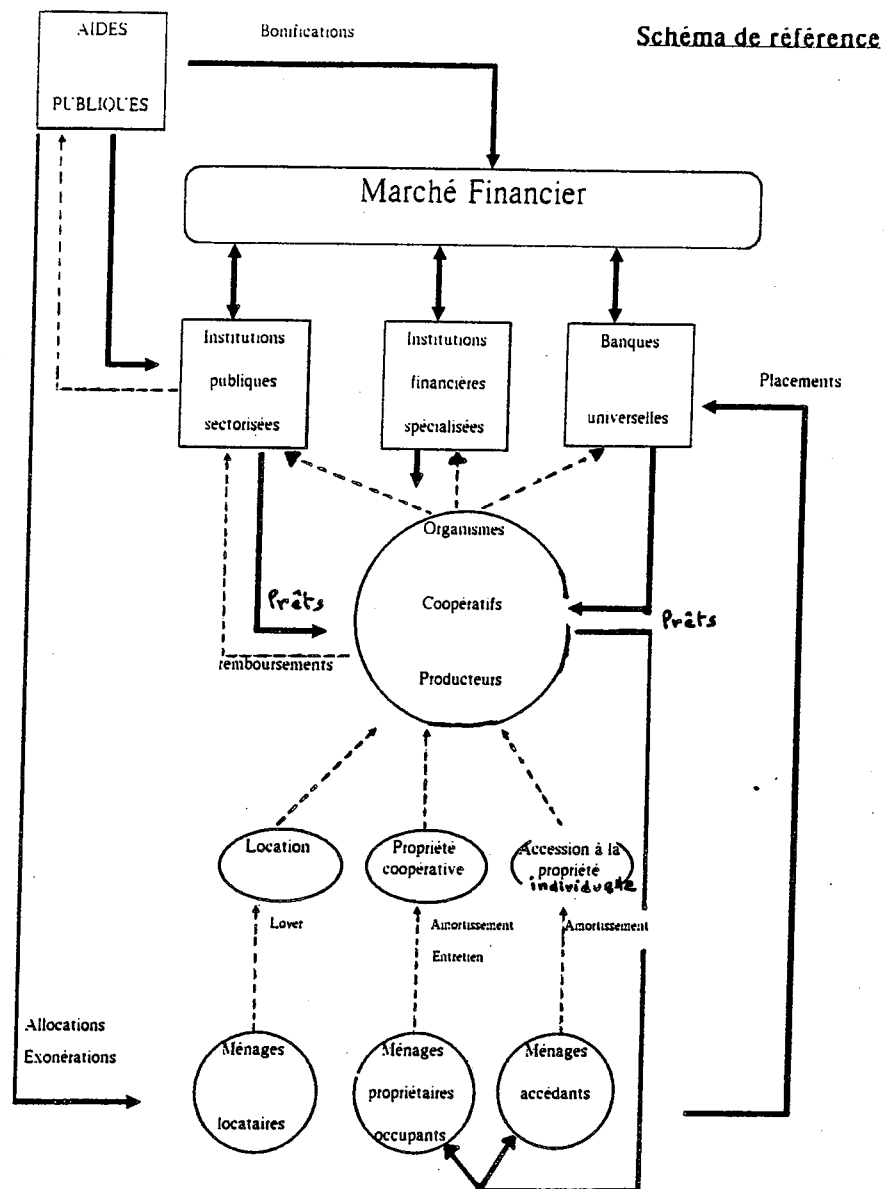 AIDES
PUBLIQUES
Bonifications
Schéma de référence
Marché Financier
Institutions
publiques
sectorisées
Institutions
financières
spécialisées
Banques
universelles
Placements
Organismes
Coopératifs
Producteurs
Prêts
Prêts
remboursements
Location
Propriété
coopérative
Accession à la
propriété
individuelle
Loyer
Amortissement
Entretien
Amortissement
Allocations
Exonérations
Ménages
locataires
Ménages
propriétaires
occupants
Ménages
accédants